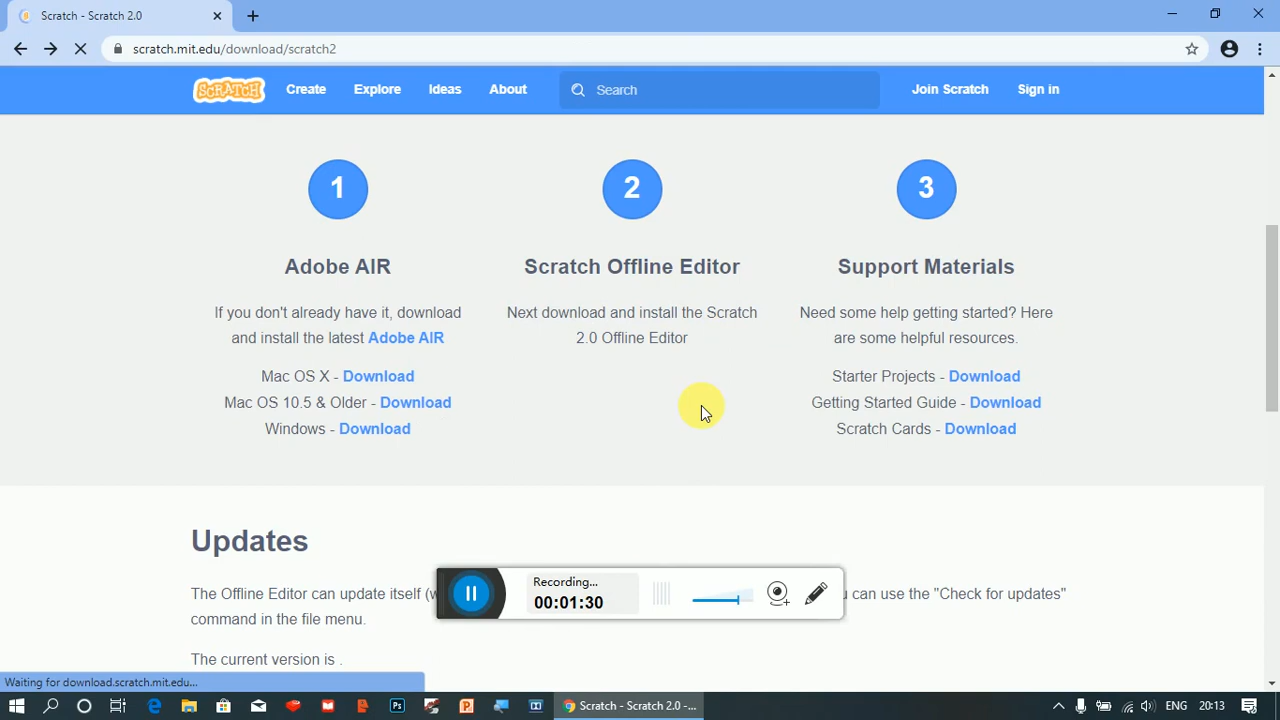 Scratch - Scratch 2.0
scratch.mit.edu/download/scratch2
SCRATCH
Create
Explore
Ideas
About
Search
Join Scratch
Sign in
1
2
3
Adobe AIR
If you don't already have it, download
and install the latest Adobe AIR
Mac OS X - Download
Mac OS 10.5 & Older - Download
Windows - Download
Scratch Offline Editor
Next download and install the Scratch
2.0 Offline Editor
Support Materials
Need some help getting started? Here
are some helpful resources.
Starter Projects - Download
Getting Started Guide - Download
Scratch Cards - Download
Updates
The Offline Editor can update itself (w
u can use the "Check for updates"
command in the file menu.
The current version is .
Recording...
00:01:30
Waiting for download.scratch.mit.edu...
Scratch - Scratch 2.0 -...
ENG
20:13